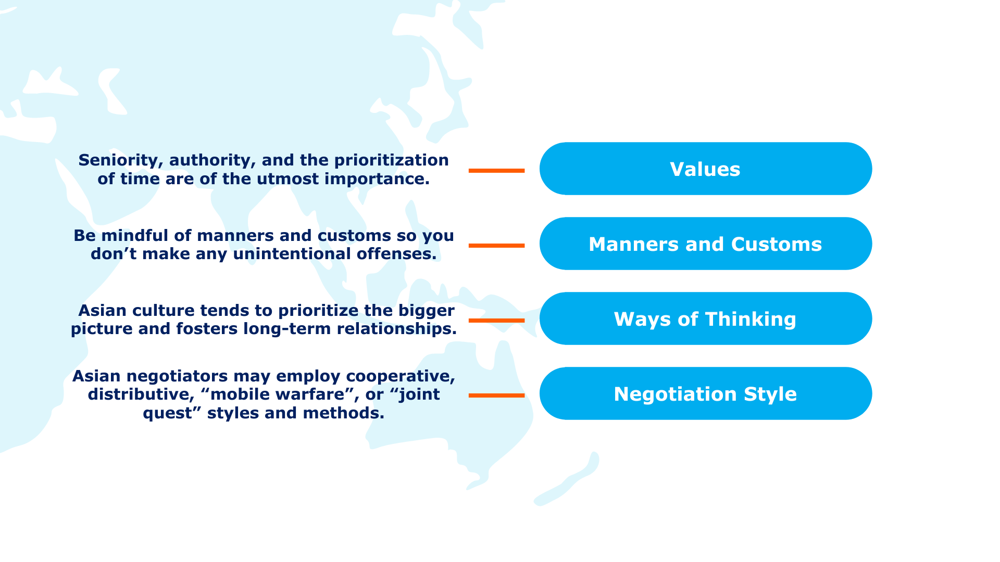 Seniority, authority, and the prioritization
of time are of the utmost importance.
Values
Be mindful of manners and customs so you
don’t make any unintentional offenses.
Manners and Customs
Asian culture tends to prioritize the bigger
picture and fosters long-term relationships.
Ways of Thinking
Asian negotiators may employ cooperative,
distributive, “mobile warfare”, or “joint
quest” styles and methods.
Negotiation Style